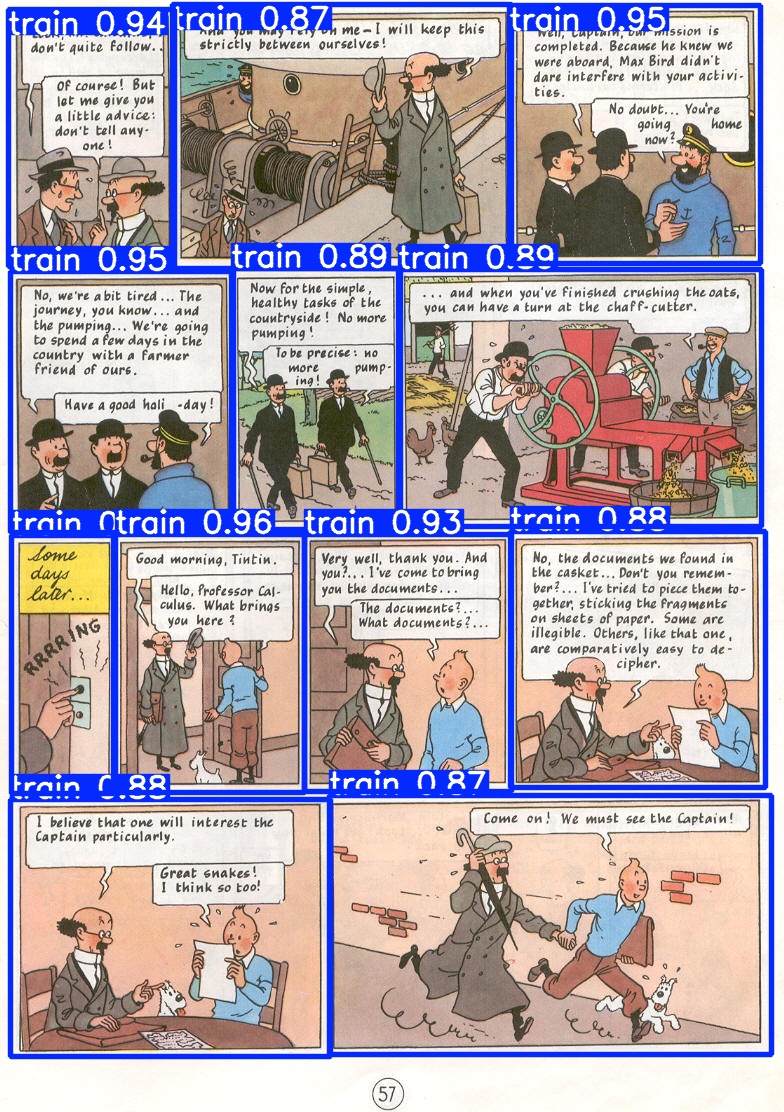 train 0.94
don't quite follow..
Of course! But
let me give you
a little advice:
don't tell any-
one!
train 0.87
And you may rely on me – I will keep this
strictly between ourselves!
train 0.95
Well, Captain, our mission is
completed. Because he knew we
were aboard, Max Bird didn't
dare interfere with your activi-
ties.
No doubt... You're
going home
now?
train 0.95
No, we're a bit tired... The
journey, you know... and
the pumping... We're going
to spend a few days in the
country with a farmer
friend of ours.
Have a good holi -day!
train 0.89
Now for the simple,
healthy tasks of the
countryside! No more
pumping!
To be precise: no
more pump-
ing!
train 0.89
... and when you've finished crushing the oats,
you can have a turn at the chaff-cutter.
train
Some
days
later...
RRRRING
train 0.96
Good morning, Tintin.
Hello, Professor Cal-
culus. What brings
you here?
train 0.93
Very well, thank you. And
you?... I've come to bring
you the documents...
The documents?...
What documents?...
train 0.88
No, the documents we found in
the casket... Don't you remem-
ber?... I've tried to piece them to-
gether, sticking the fragments
on sheets of paper. Some are
illegible. Others, like that one,
are comparatively easy to de-
cipher.
train 0.88
I believe that one will interest the
Captain particularly.
Great snakes!
I think so too!
train 0.87
Come on! We must see the Captain!
57